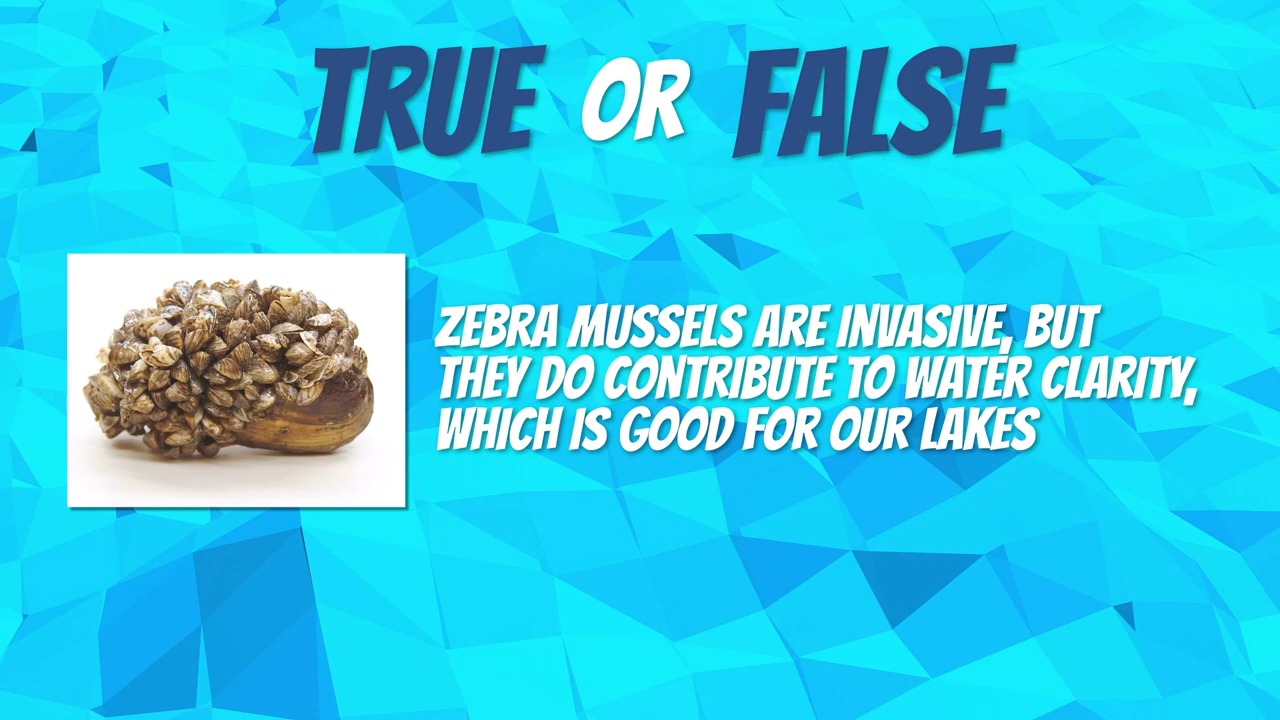 TRUE OR FALSE
ZEBRA MUSSELS ARE INVASIVE, BUT
THEY DO CONTRIBUTE TO WATER CLARITY,
WHICH IS GOOD FOR OUR LAKES